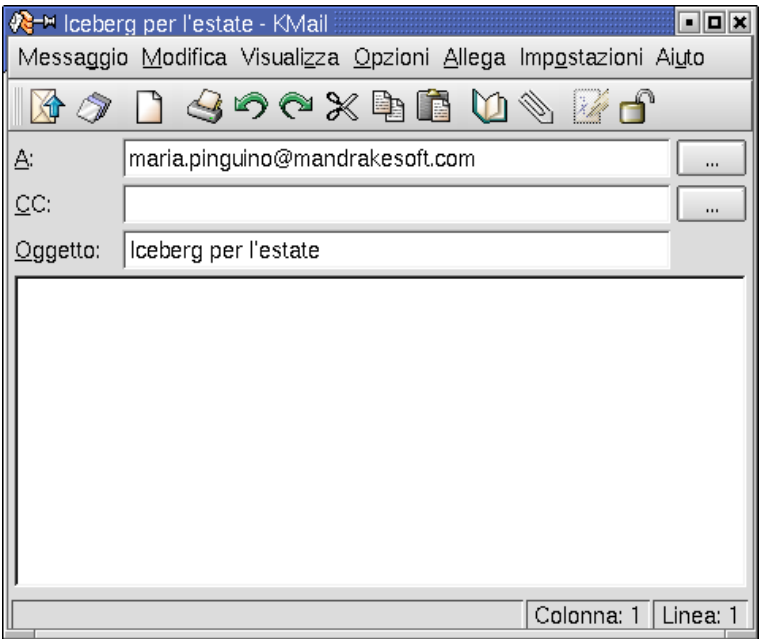 Iceberg per l'estate - KMail
Messaggio Modifica Visualizza Opzioni Allega Impostazioni Aiuto
A: maria.pinguino@mandrakesoft.com ...
CC: ...
Oggetto: Iceberg per l'estate
Colonna: 1 Linea: 1